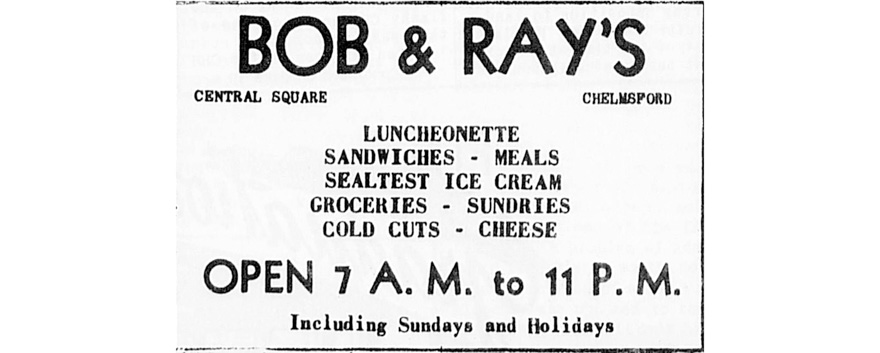 BOB & RAY'S
CENTRAL SQUARE CHELMSFORD
LUNCHEONETTE
SANDWICHES - MEALS
SEALTEST ICE CREAM
GROCERIES - SUNDRIES
COLD CUTS - CHEESE
OPEN 7 A. M. to 11 P. M.
Including Sundays and Holidays